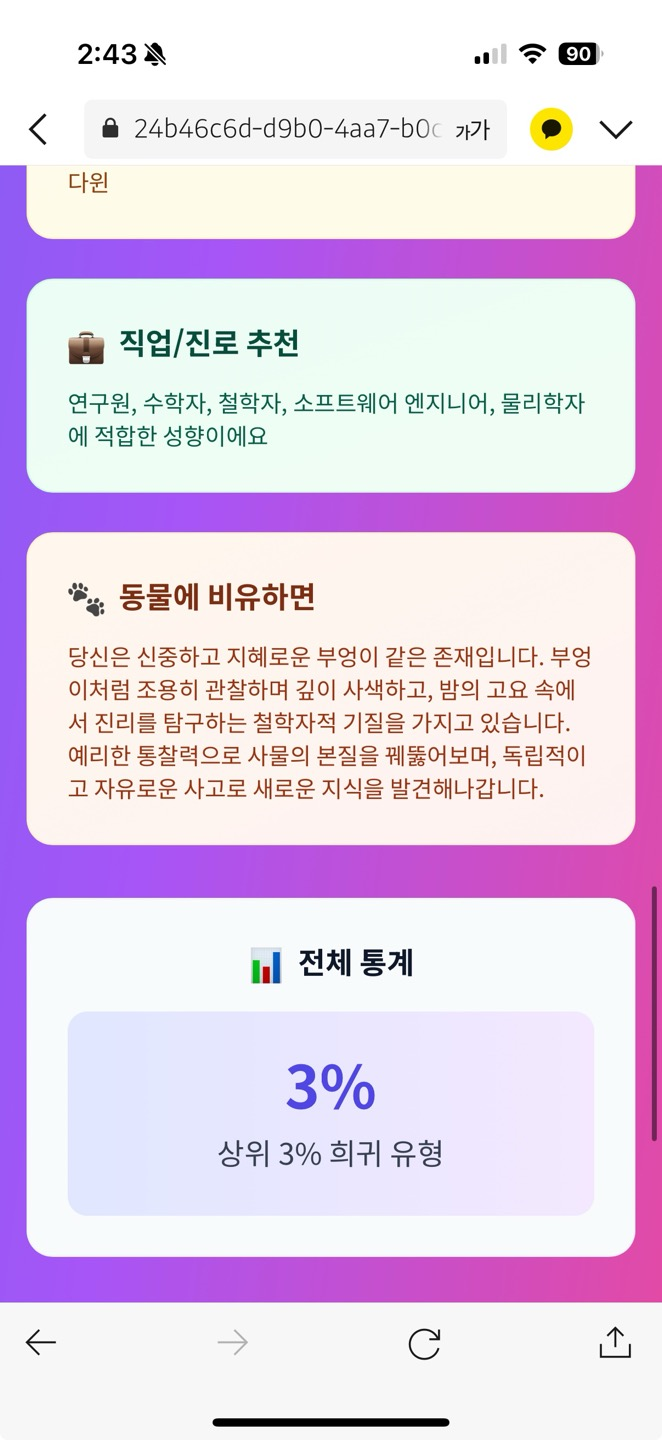 2:43
90
24b46c6d-d9b0-4aa7-b0c 가가
다윈
직업/진로 추천
연구원, 수학자, 철학자, 소프트웨어 엔지니어, 물리학자
에 적합한 성향이에요
동물에 비유하면
당신은 신중하고 지혜로운 부엉이 같은 존재입니다. 부엉
이처럼 조용히 관찰하며 깊이 사색하고, 밤의 고요 속에
서 진리를 탐구하는 철학자적 기질을 가지고 있습니다.
예리한 통찰력으로 사물의 본질을 꿰뚫어보며, 독립적이
고 자유로운 사고로 새로운 지식을 발견해나갑니다.
전체 통계
3%
상위 3% 희귀 유형